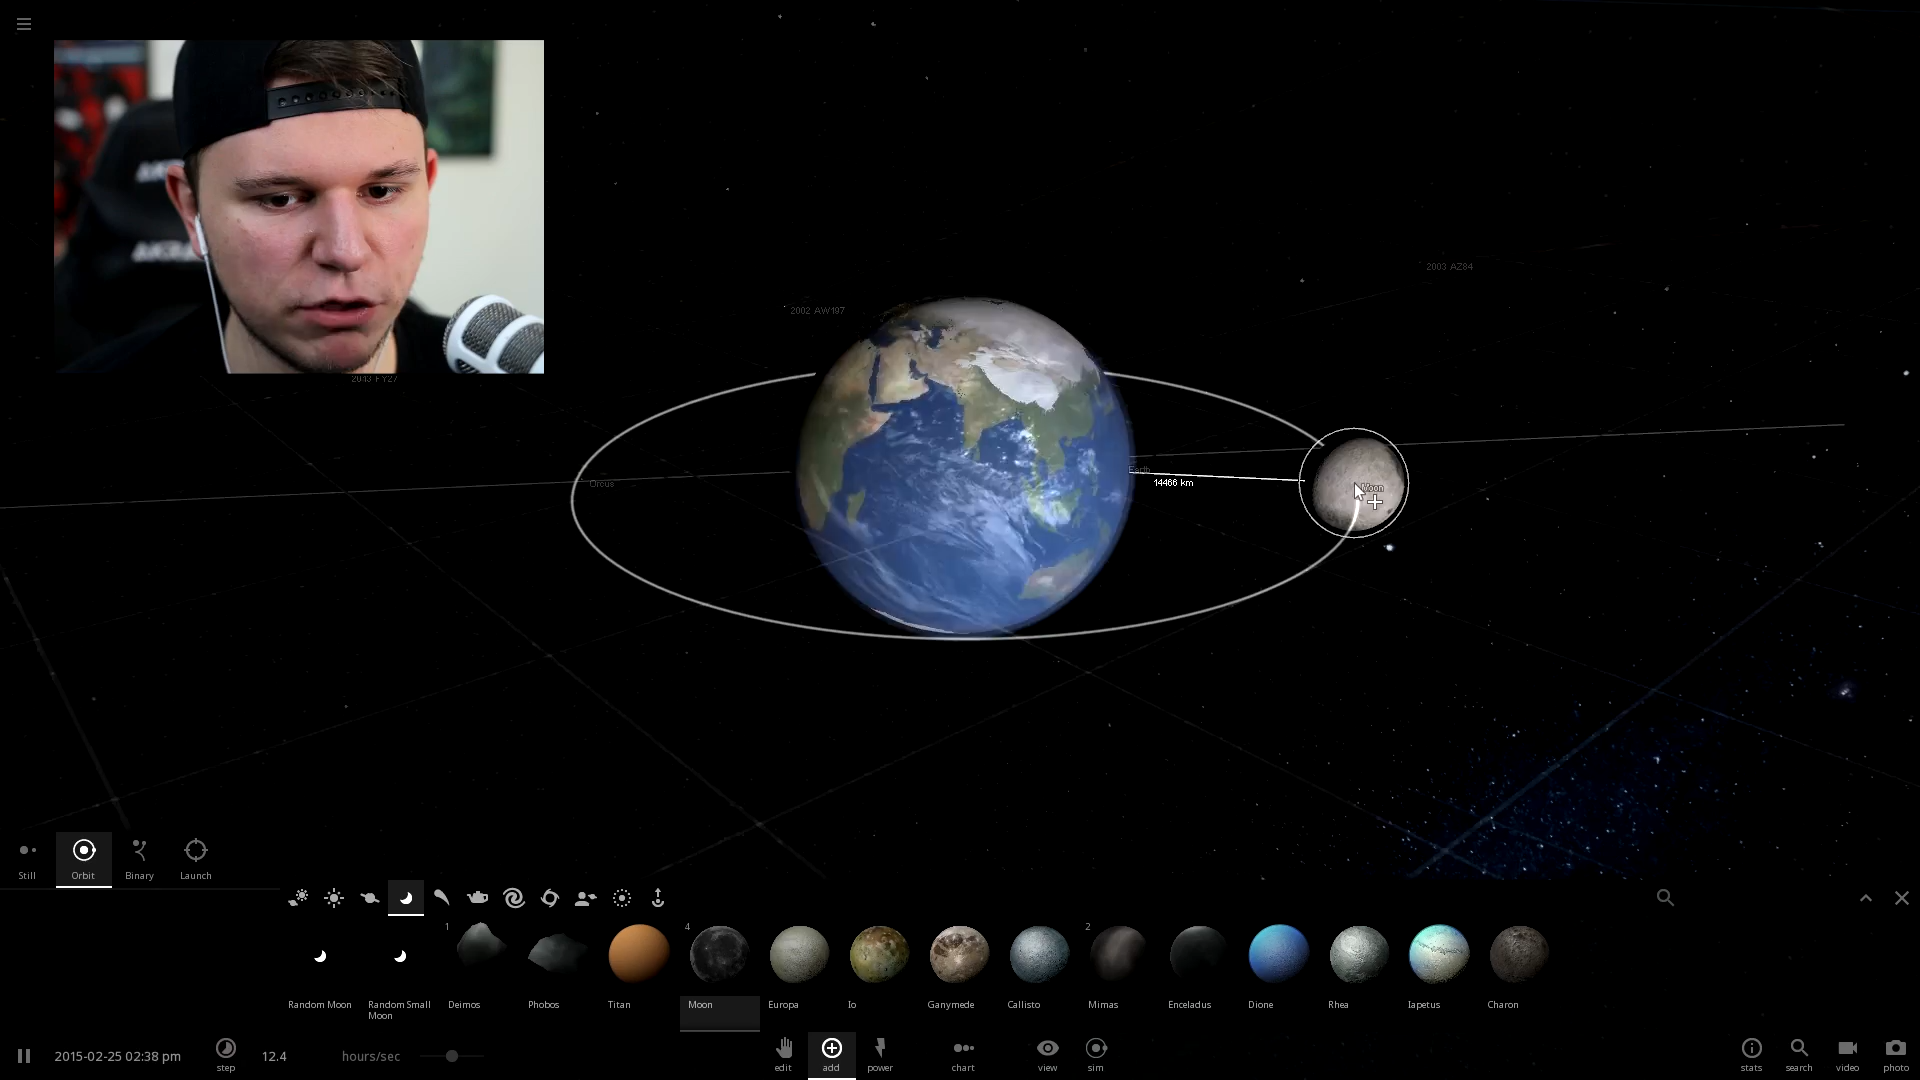 2003 AZ84
2002 AW197
2013 FY27
Earth
14466 km
Orcus
Moon
Still
Orbit
Binary
Launch
1
4
2
Random Moon
Random Small
Moon
Deimos
Phobos
Titan
Moon
Europa
Io
Ganymede
Callisto
Mimas
Enceladus
Dione
Rhea
Iapetus
Charon
2015-02-25 02:38 pm
step
12.4
hours/sec
edit
add
power
chart
view
sim
stats
search
video
photo